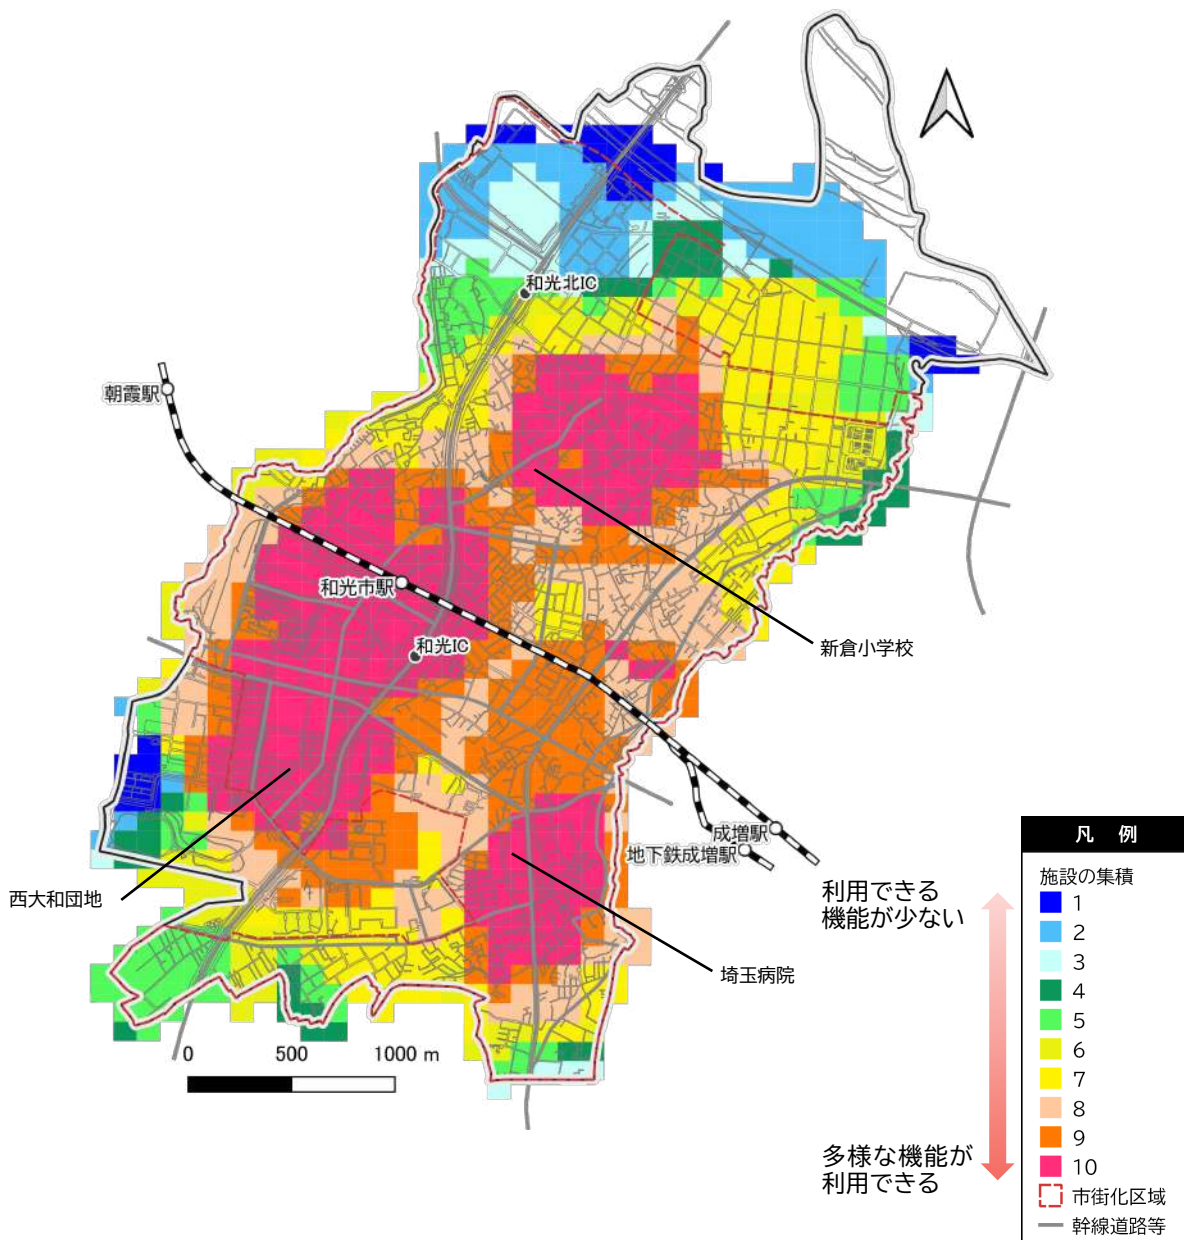 和光北IC
朝霞駅
和光市駅
和光IC
新倉小学校
成増駅
地下鉄成増駅
西大和団地
埼玉病院
0 500 1000 m
利用できる
機能が少ない
多様な機能が
利用できる
凡 例
施設の集積
1
2
3
4
5
6
7
8
9
10
市街化区域
幹線道路等